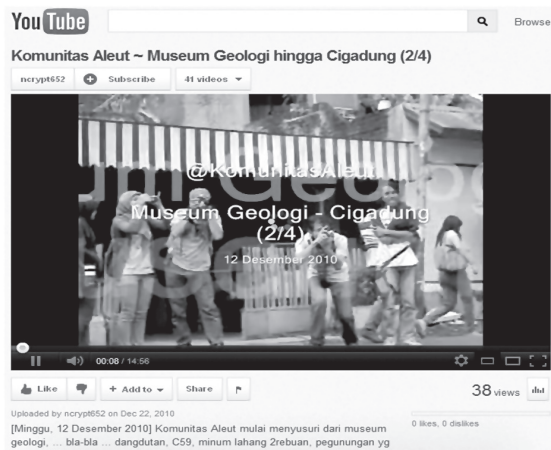 YouTube
Browse
Komunitas Aleut ~ Museum Geologi hingga Cigadung (2/4)
ncrypt652 Subscribe 41 videos
@KomunitasAleut
Museum Geologi - Cigadung
(2/4)
12 Desember 2010
00:08 / 14:56
Like Add to Share
38 views
Uploaded by ncrypt652 on Dec 22, 2010
0 likes, 0 dislikes
[Minggu, 12 Desember 2010] Komunitas Aleut mulai menyusuri dari museum
geologi, ... bla-bla ... dangdutan, C59, minum lahang 2rebuan, pegunungan yg